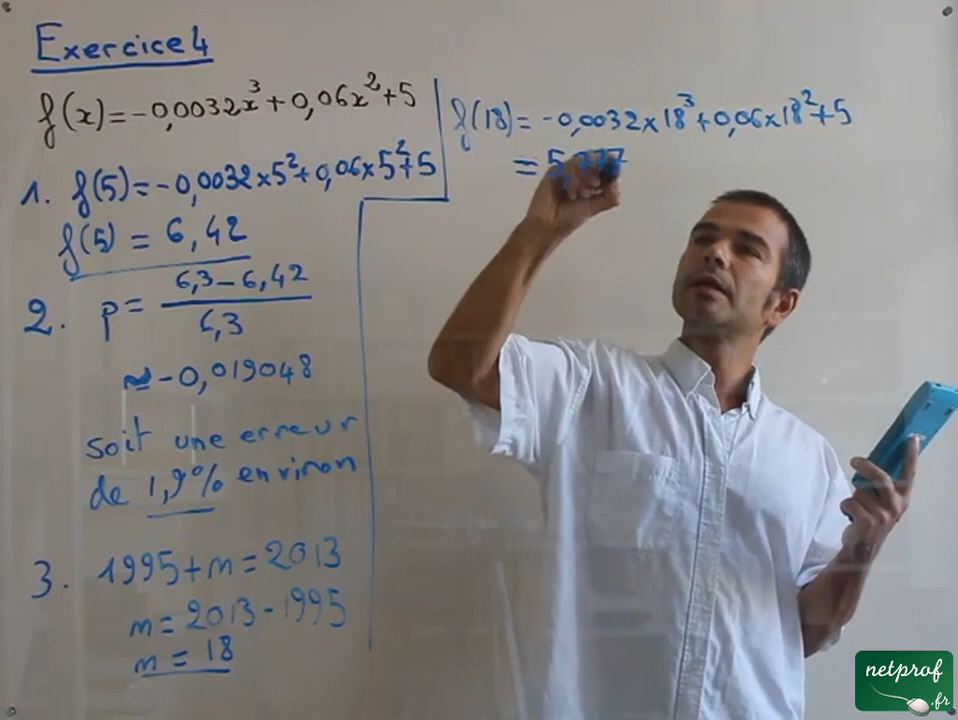 Exercice 4
f(x)=-0,0032x³+0,06x²+5
1. f(5)=-0,0032×5²+0,06×5²+5
f(5) = 6,42
2. p= 6,3-6,42
6,3
≈-0,019048
soit une erreur
de 1,9% environ
3. 1995+m=2013
m=2013-1995
m=18
f(18)=-0,0032×18³+0,06×18²+5
=
netprof
.fr